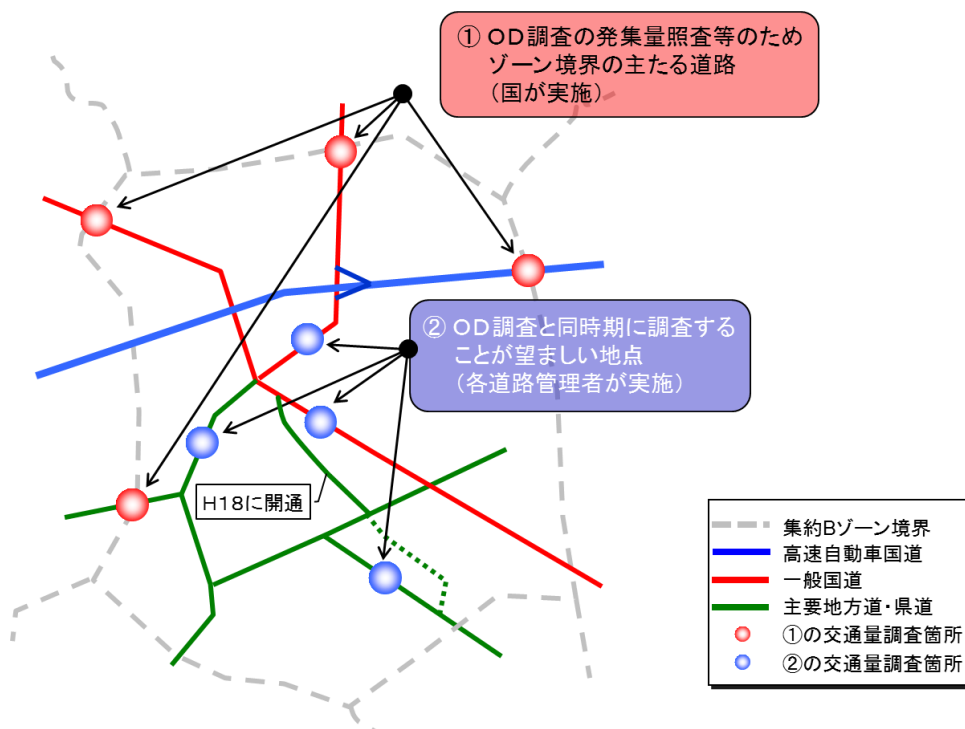 ① ＯＤ調査の発集量照査等のため
ゾーン境界の主たる道路
（国が実施）
② ＯＤ調査と同時期に調査する
ことが望ましい地点
（各道路管理者が実施）
Ｈ１８に開通
集約Bゾーン境界
高速自動車国道
一般国道
主要地方道・県道
①の交通量調査箇所
②の交通量調査箇所